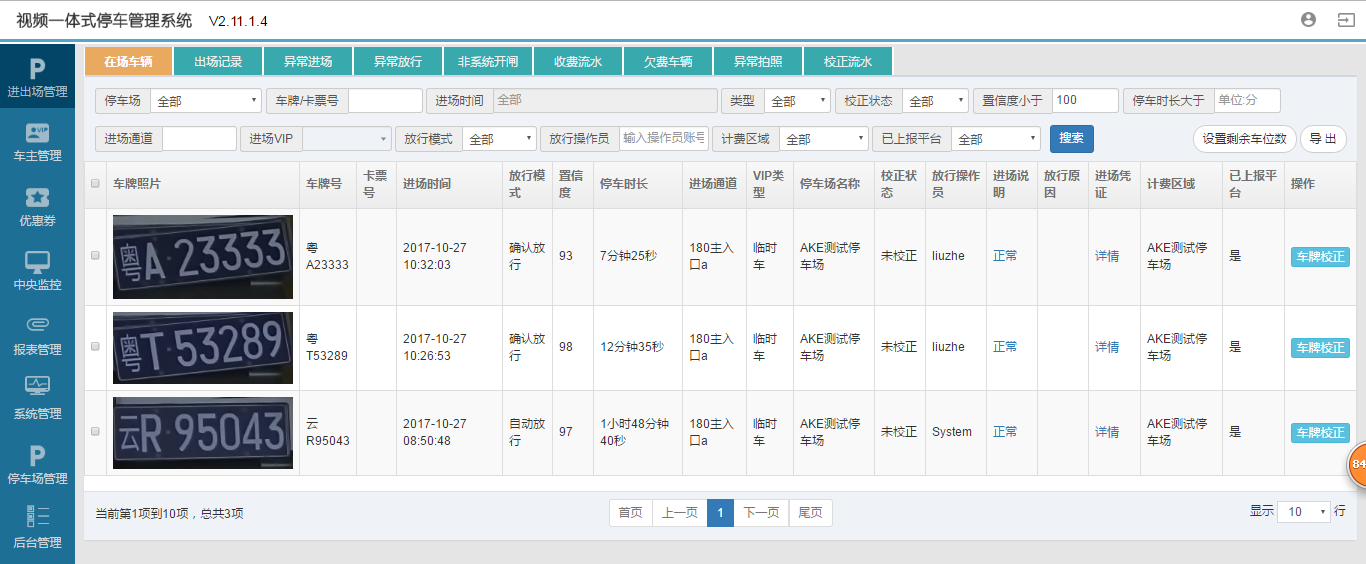 视频一体式停车管理系统 V2.11.1.4
进出场管理
车主管理
优惠券
中央监控
报表管理
系统管理
停车场管理
后台管理
在场车辆 出场记录 异常进场 异常放行 非系统开闸 收费流水 欠费车辆 异常拍照 校正流水
停车场 全部 车牌/卡票号 进场时间 全部 类型 全部 校正状态 全部 置信度小于 100 停车时长大于 单位:分
进场通道 进场VIP 放行模式 全部 放行操作员 输入操作员账号 计费区域 全部 已上报平台 全部 搜索 设置剩余车位数 导 出
车牌照片 车牌号 卡票号 进场时间 放行模式 置信度 停车时长 进场通道 VIP类型 停车场名称 校正状态 放行操作员 进场说明 放行原因 进场凭证 计费区域 已上报平台 操作
粤A·23333 粤A23333 2017-10-27 10:32:03 确认放行 93 7分钟25秒 180主入口a 临时车 AKE测试停车场 未校正 liuzhe 正常 详情 AKE测试停车场 是 车牌校正
粤T·53289 粤T53289 2017-10-27 10:26:53 确认放行 98 12分钟35秒 180主入口a 临时车 AKE测试停车场 未校正 liuzhe 正常 详情 AKE测试停车场 是 车牌校正
云R·95043 云R95043 2017-10-27 08:50:48 自动放行 97 1小时48分钟40秒 180主入口a 临时车 AKE测试停车场 未校正 System 正常 详情 AKE测试停车场 是 车牌校正
84
当前第1项到10项，总共3项 首页 上一页 1 下一页 尾页 显示 10 行